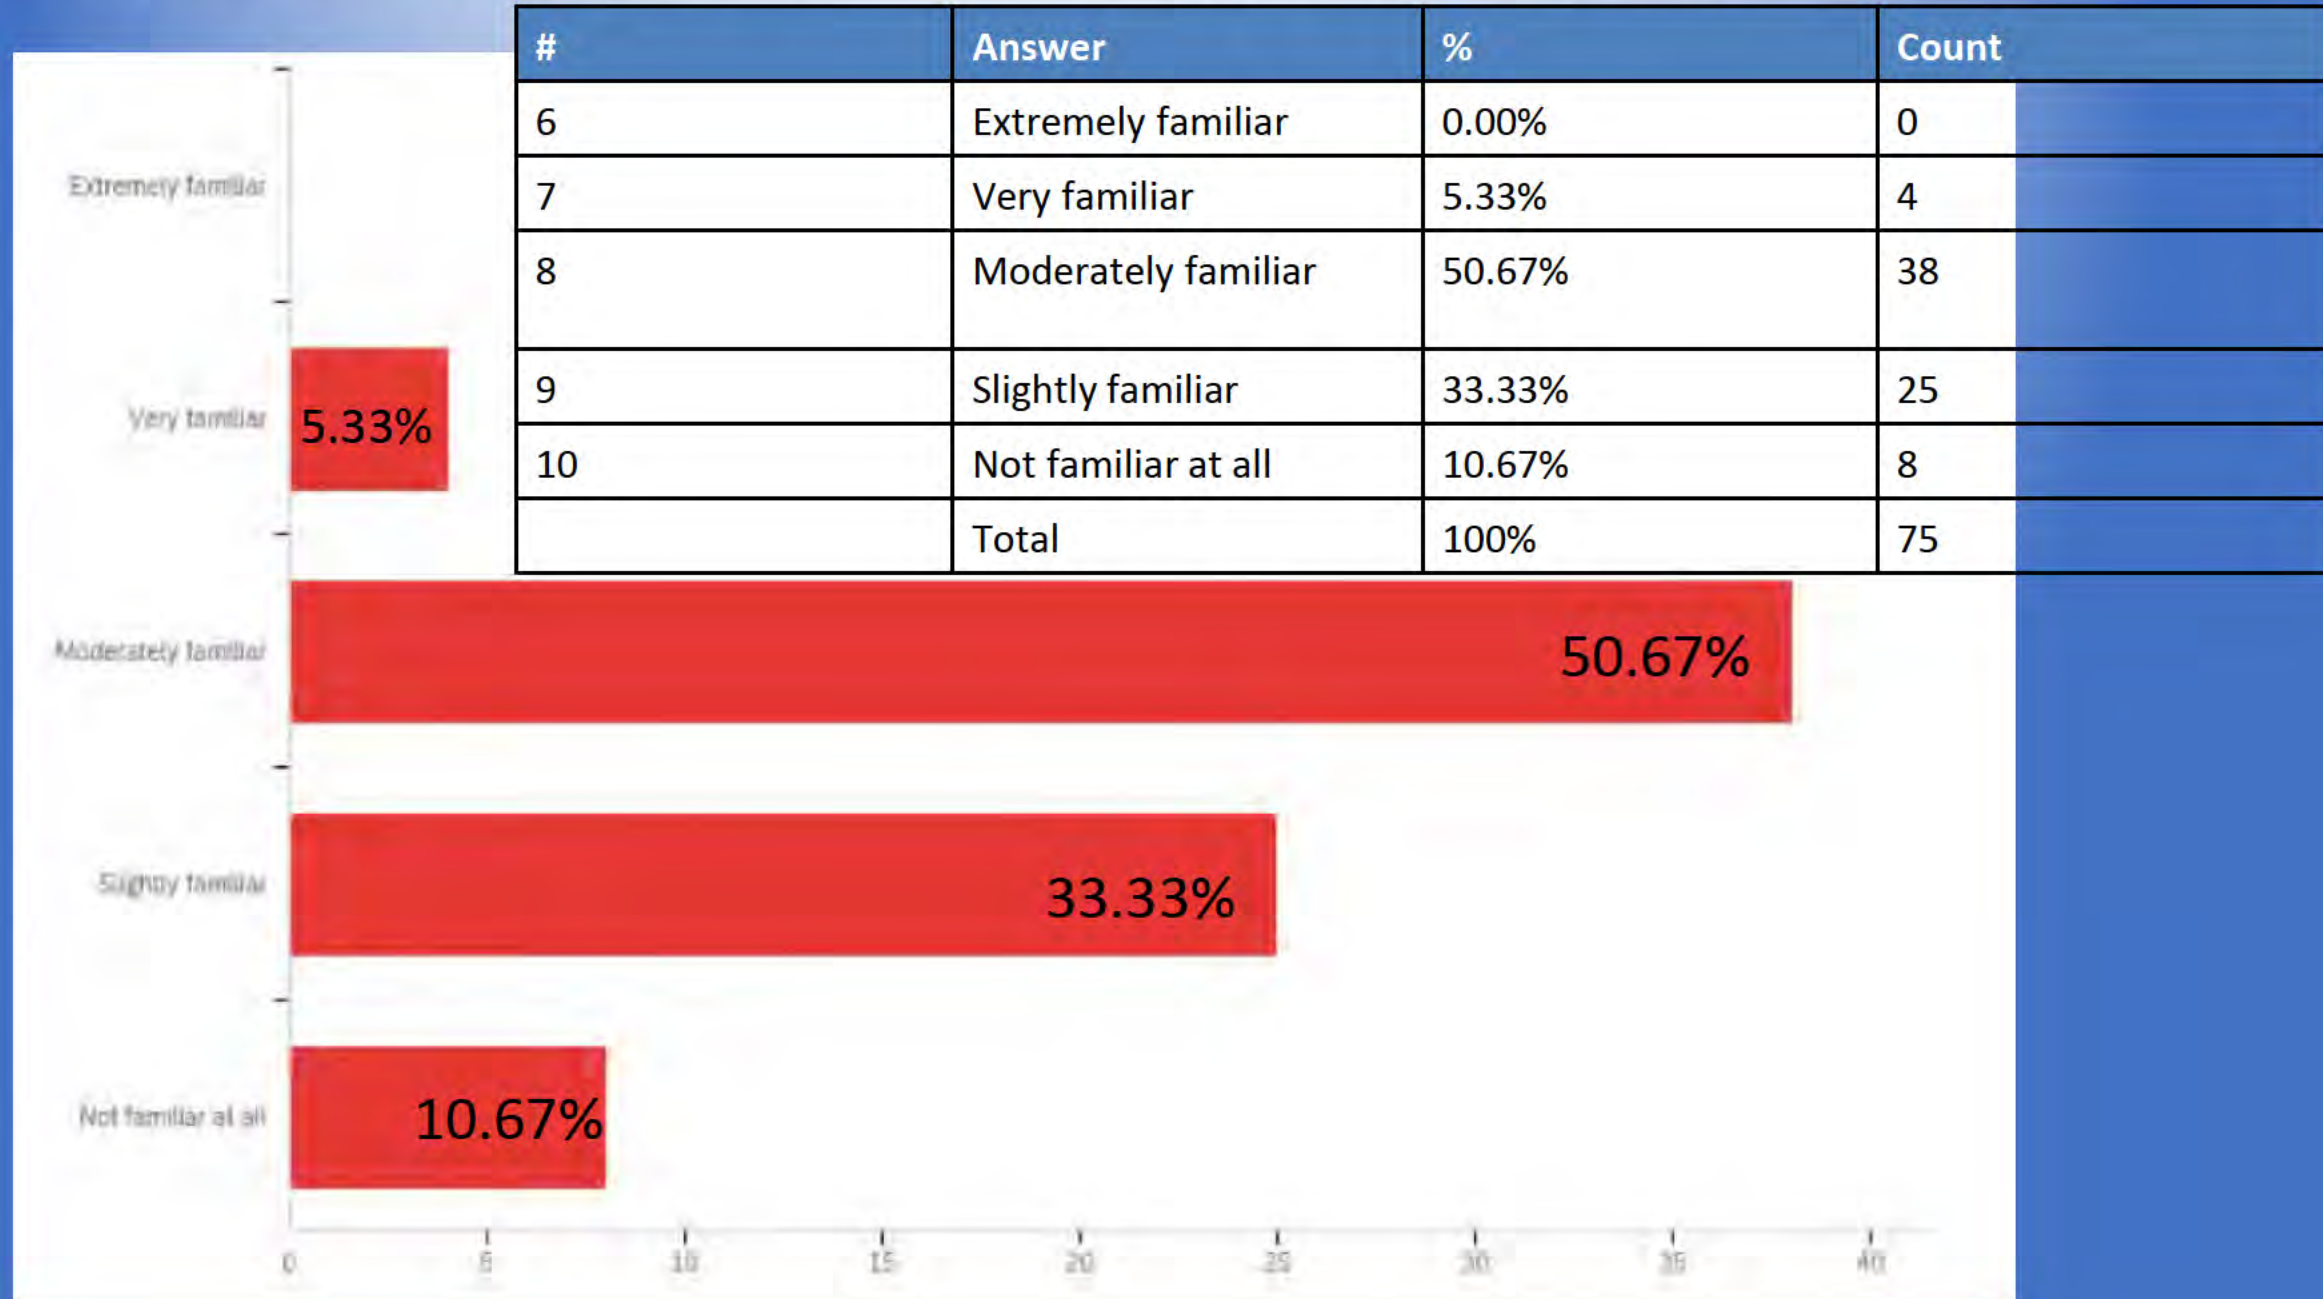 # Answer % Count
6 Extremely familiar 0.00% 0
7 Very familiar 5.33% 4
8 Moderately familiar 50.67% 38
9 Slightly familiar 33.33% 25
10 Not familiar at all 10.67% 8
Total 100% 75
Extremely familiar
Very familiar 5.33%
Moderately familiar 50.67%
Slightly familiar 33.33%
Not familiar at all 10.67%
0 5 10 15 20 25 30 35 40